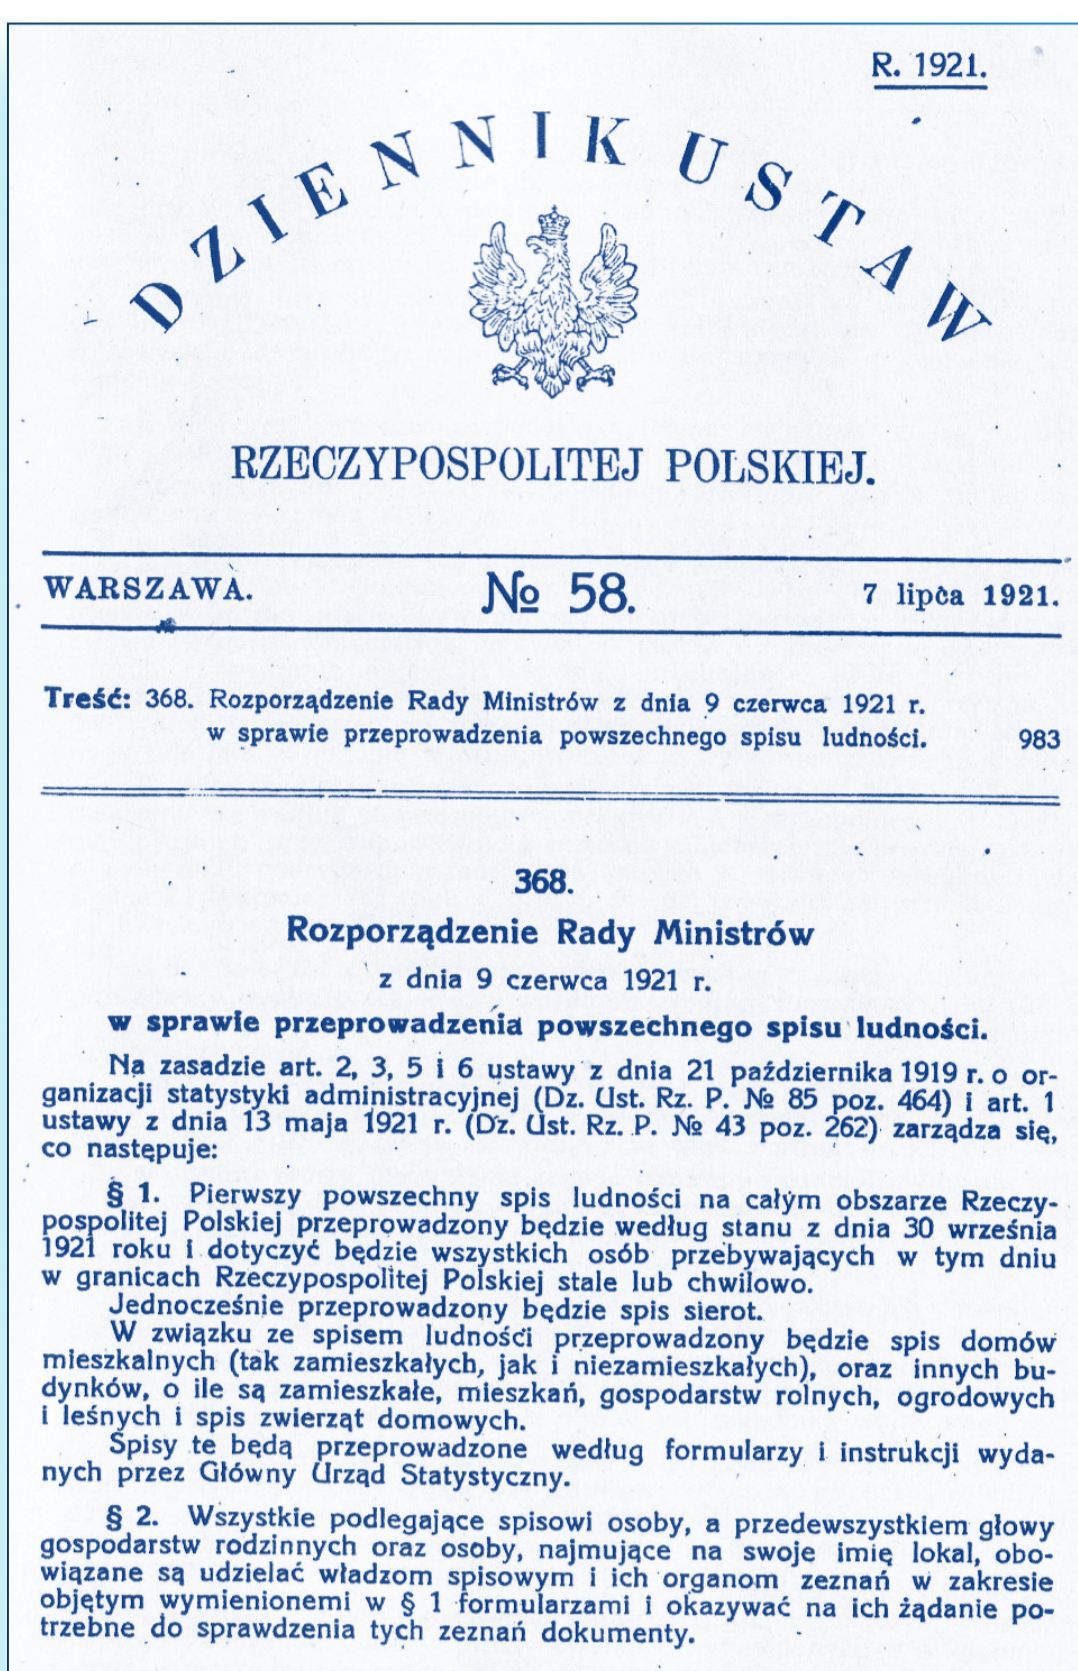 R. 1921.
DZIENNIK USTAW
RZECZYPOSPOLITEJ POLSKIEJ.
WARSZAWA. № 58. 7 lipca 1921.
Treść: 368. Rozporządzenie Rady Ministrów z dnia 9 czerwca 1921 r.
w sprawie przeprowadzenia powszechnego spisu ludności. 983
368.
Rozporządzenie Rady Ministrów
z dnia 9 czerwca 1921 r.
w sprawie przeprowadzenia powszechnego spisu ludności.
Na zasadzie art. 2, 3, 5 i 6 ustawy z dnia 21 października 1919 r. o or-
ganizacji statystyki administracyjnej (Dz. Ust. Rz. P. № 85 poz. 464) i art. 1
ustawy z dnia 13 maja 1921 r. (Dz. Ust. Rz. P. № 43 poz. 262) zarządza się,
co następuje:
§ 1. Pierwszy powszechny spis ludności na całym obszarze Rzeczy-
pospolitej Polskiej przeprowadzony będzie według stanu z dnia 30 września
1921 roku i dotyczyć będzie wszystkich osób przebywających w tym dniu
w granicach Rzeczypospolitej Polskiej stale lub chwilowo.
Jednocześnie przeprowadzony będzie spis sierot.
W związku ze spisem ludności przeprowadzony będzie spis domów
mieszkalnych (tak zamieszkałych, jak i niezamieszkałych), oraz innych bu-
dynków, o ile są zamieszkałe, mieszkań, gospodarstw rolnych, ogrodowych
i leśnych i spis zwierząt domowych.
Spisy te będą przeprowadzone według formularzy i instrukcji wyda-
nych przez Główny Urząd Statystyczny.
§ 2. Wszystkie podlegające spisowi osoby, a przedewszystkiem głowy
gospodarstw rodzinnych oraz osoby, najmujące na swoje imię lokal, obo-
wiązane są udzielać władzom spisowym i ich organom zeznań w zakresie
objętym wymienionemi w § 1 formularzami i okazywać na ich żądanie po-
trzebne do sprawdzenia tych zeznań dokumenty.